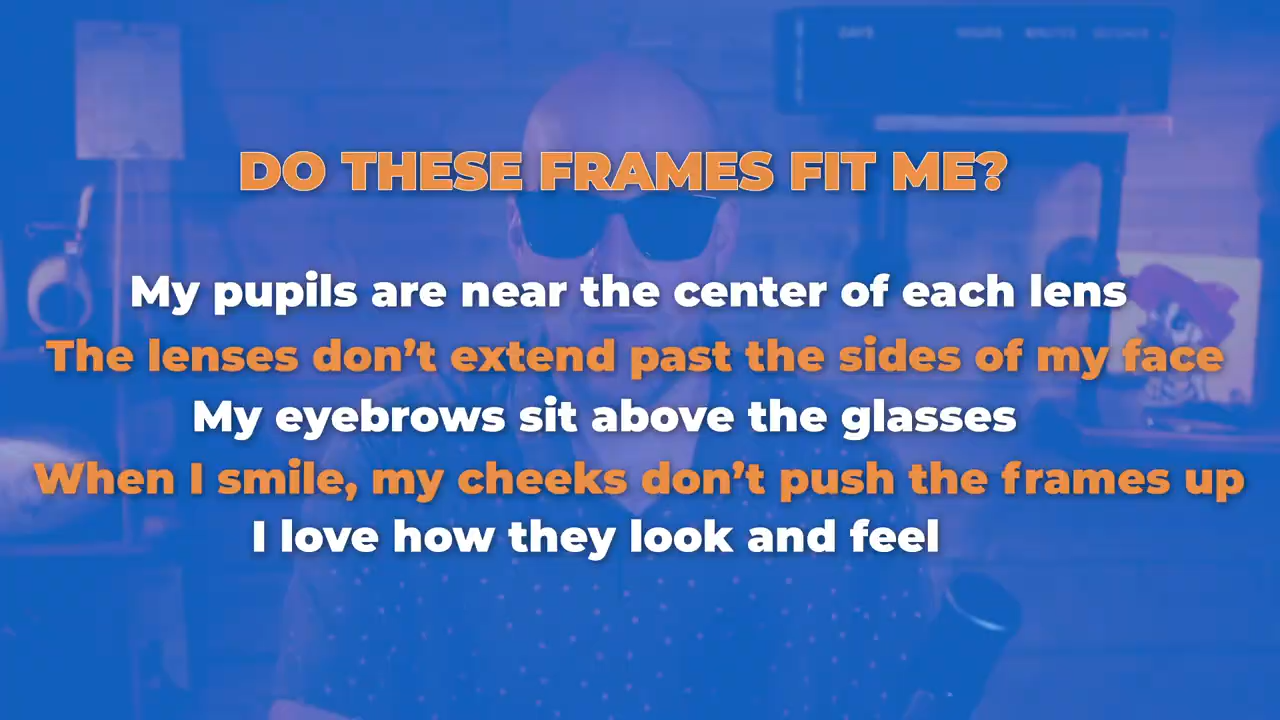 DO THESE FRAMES FIT ME?
My pupils are near the center of each lens
The lenses don’t extend past the sides of my face
My eyebrows sit above the glasses
When I smile, my cheeks don’t push the frames up
I love how they look and feel